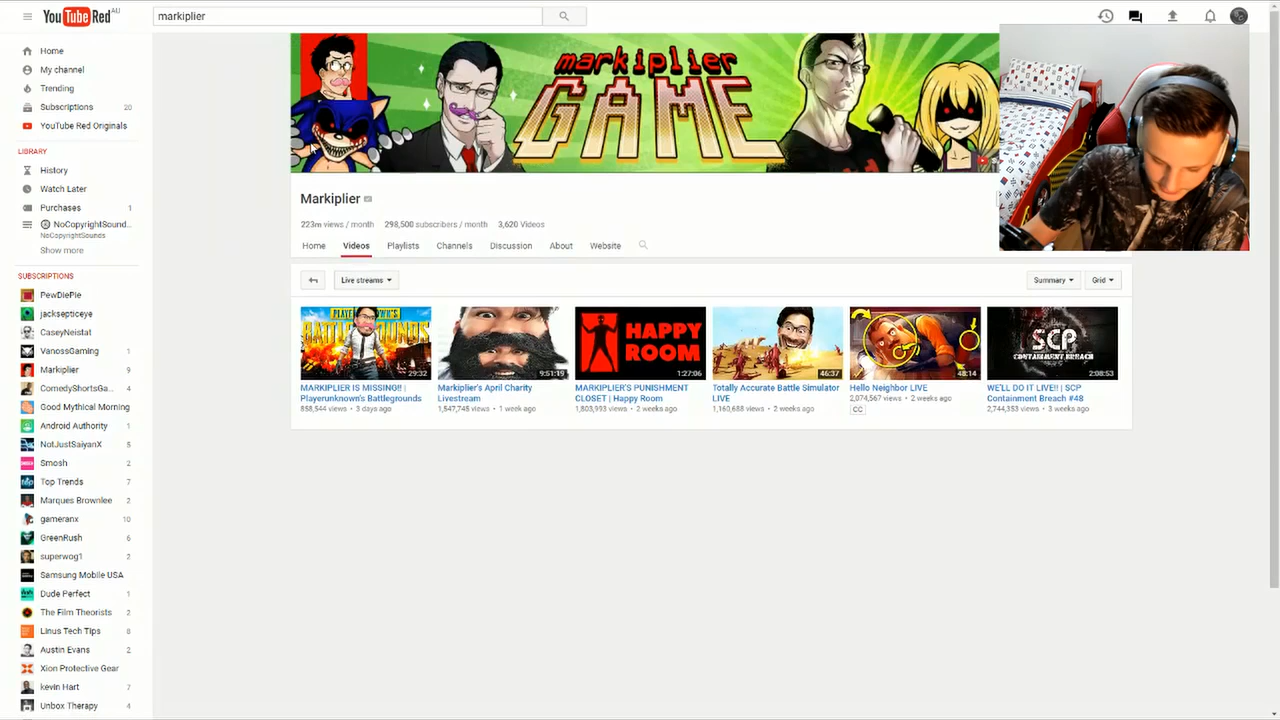 YouTube Red AU
markiplier
Home
My channel
Trending
Subscriptions 20
YouTube Red Originals
LIBRARY
History
Watch Later
Purchases 1
NoCopyrightSound...
NoCopyrightSounds
Show more
SUBSCRIPTIONS
PewDiePie
jacksepticeye
CaseyNeistat
VanossGaming 1
Markiplier 9
ComedyShortsGa... 4
Good Mythical Morning
Android Authority 1
NotJustSaiyanX 5
Smosh 2
Top Trends 7
Marques Brownlee 2
gameranx 10
GreenRush 6
superwog1 2
Samsung Mobile USA
Dude Perfect 1
The Film Theorists 2
Linus Tech Tips 8
Austin Evans 2
Xion Protective Gear
kevin Hart 7
Unbox Therapy 4
markiplier
GAME
Markiplier
223m views / month 298,500 subscribers / month 3,620 Videos
Home Videos Playlists Channels Discussion About Website
Live streams Summary Grid
PLAYERUNKNOWN'S
BATTLEGROUNDS
29:32
MARKIPLIER IS MISSING!! |
Playerunknown's Battlegrounds
858,544 views • 3 days ago
9:51:19
Markiplier's April Charity
Livestream
1,547,745 views • 1 week ago
HAPPY
ROOM
1:27:06
MARKIPLIER'S PUNISHMENT
CLOSET | Happy Room
1,803,993 views • 2 weeks ago
46:37
Totally Accurate Battle Simulator
LIVE
1,160,688 views • 2 weeks ago
48:14
Hello Neighbor LIVE
2,074,567 views • 2 weeks ago
CC
SCP
CONTAINMENT BREACH
2:08:53
WE'LL DO IT LIVE!! | SCP
Containment Breach #48
2,744,353 views • 3 weeks ago